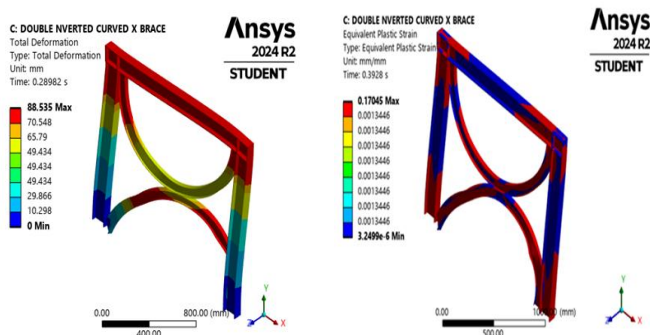 C: DOUBLE NVERTED CURVED X BRACE
Total Deformation
Type: Total Deformation
Unit: mm
Time: 0.28982 s
88.535 Max
70.548
65.79
49.434
49.434
29.866
10.298
0 Min
Ansys
2024 R2
STUDENT
0.00
800.00 (mm)
400.00
Y
Z
X
C: DOUBLE NVERTED CURVED X BRACE
Equivalent Plastic Strain
Type: Equivalent Plastic Strain
Unit: mm/mm
Time: 0.3928 s
0.17045 Max
0.0013446
0.0013446
0.0013446
0.0013446
0.0013446
0.0013446
0.0013446
3.2499e-6 Min
Ansys
2024 R2
STUDENT
0.00
(mm)
500.00
Y
Z
X